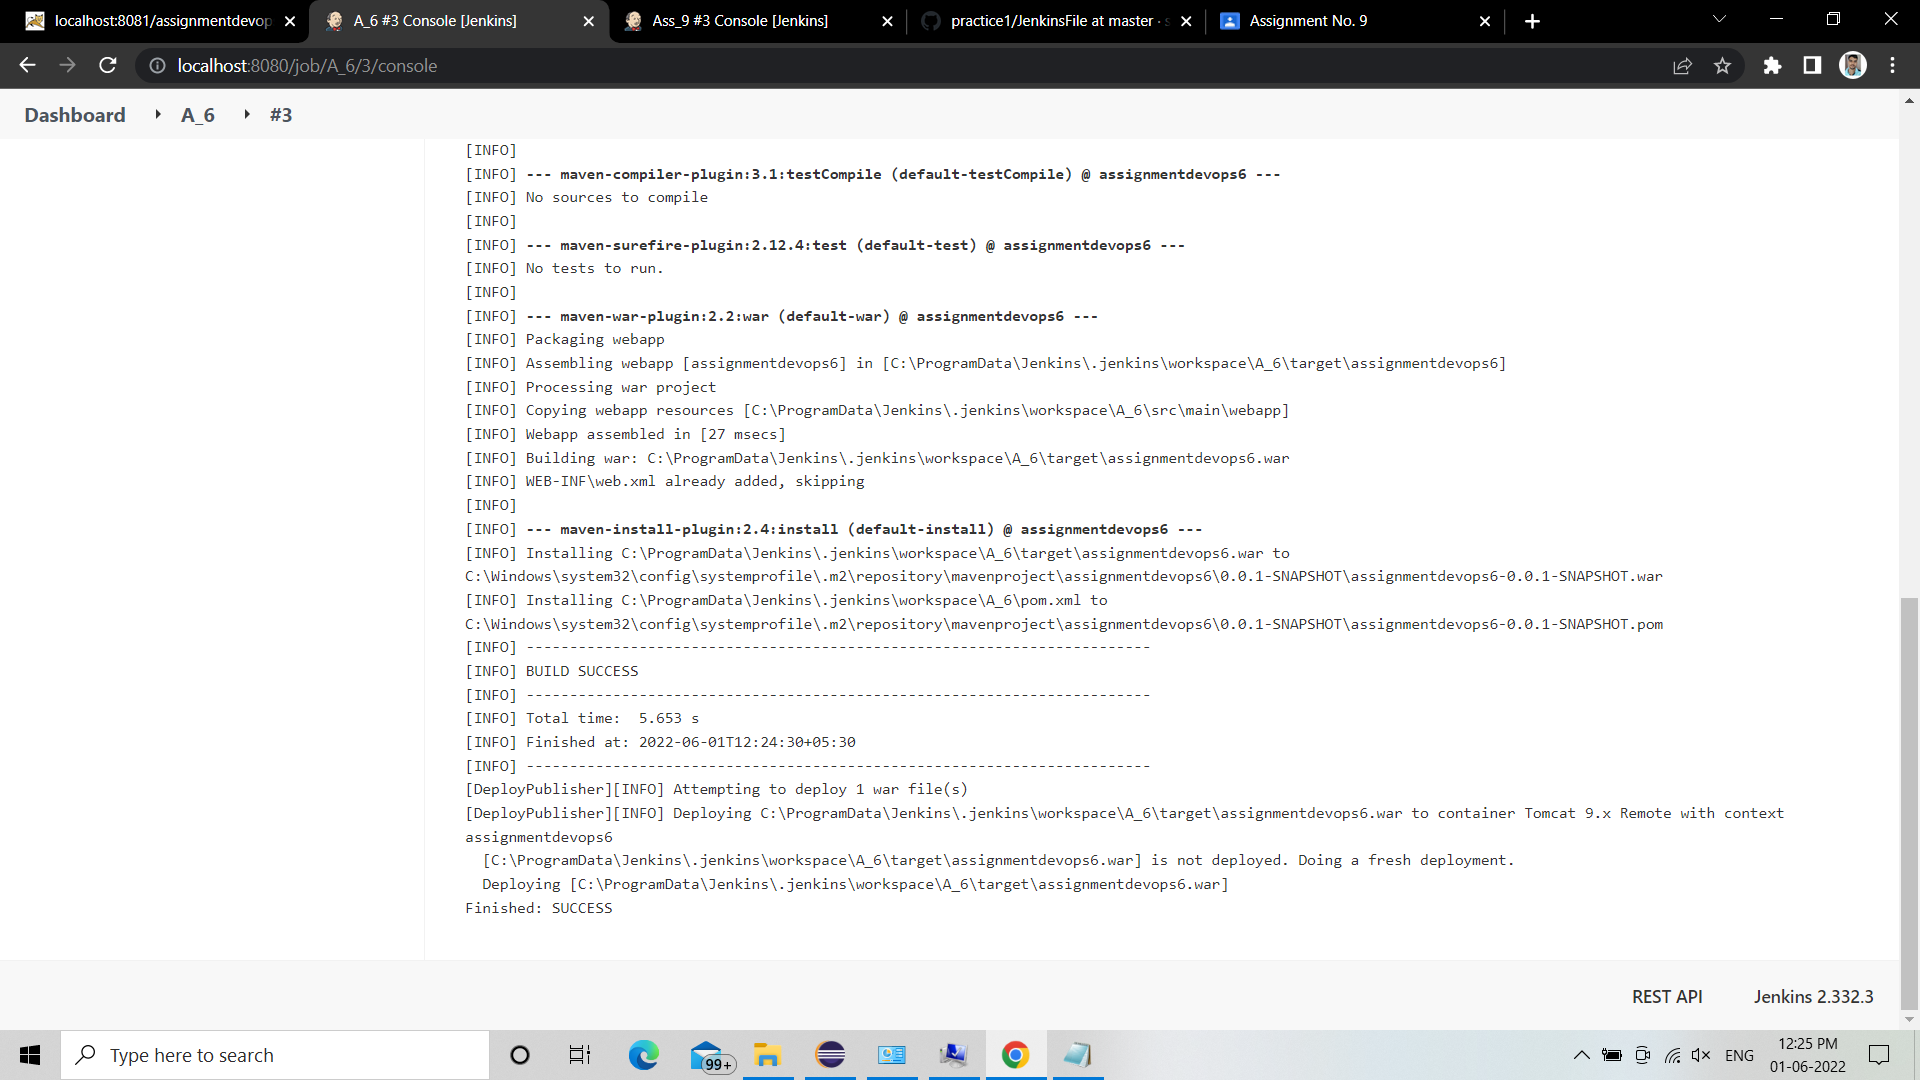 localhost:8081/assignmentdevop
A_6 #3 Console [Jenkins]
Ass_9 #3 Console [Jenkins]
practice1/JenkinsFile at master ·
Assignment No. 9
localhost:8080/job/A_6/3/console
Dashboard
A_6
#3
[INFO]
[INFO] --- maven-compiler-plugin:3.1:testCompile (default-testCompile) @ assignmentdevops6 ---
[INFO] No sources to compile
[INFO]
[INFO] --- maven-surefire-plugin:2.12.4:test (default-test) @ assignmentdevops6 ---
[INFO] No tests to run.
[INFO]
[INFO] --- maven-war-plugin:2.2:war (default-war) @ assignmentdevops6 ---
[INFO] Packaging webapp
[INFO] Assembling webapp [assignmentdevops6] in [C:\ProgramData\Jenkins\.jenkins\workspace\A_6\target\assignmentdevops6]
[INFO] Processing war project
[INFO] Copying webapp resources [C:\ProgramData\Jenkins\.jenkins\workspace\A_6\src\main\webapp]
[INFO] Webapp assembled in [27 msecs]
[INFO] Building war: C:\ProgramData\Jenkins\.jenkins\workspace\A_6\target\assignmentdevops6.war
[INFO] WEB-INF\web.xml already added, skipping
[INFO]
[INFO] --- maven-install-plugin:2.4:install (default-install) @ assignmentdevops6 ---
[INFO] Installing C:\ProgramData\Jenkins\.jenkins\workspace\A_6\target\assignmentdevops6.war to
C:\Windows\system32\config\systemprofile\.m2\repository\mavenproject\assignmentdevops6\0.0.1-SNAPSHOT\assignmentdevops6-0.0.1-SNAPSHOT.war
[INFO] Installing C:\ProgramData\Jenkins\.jenkins\workspace\A_6\pom.xml to
C:\Windows\system32\config\systemprofile\.m2\repository\mavenproject\assignmentdevops6\0.0.1-SNAPSHOT\assignmentdevops6-0.0.1-SNAPSHOT.pom
[INFO] ------------------------------------------------------------------------
[INFO] BUILD SUCCESS
[INFO] ------------------------------------------------------------------------
[INFO] Total time:  5.653 s
[INFO] Finished at: 2022-06-01T12:24:30+05:30
[INFO] ------------------------------------------------------------------------
[DeployPublisher][INFO] Attempting to deploy 1 war file(s)
[DeployPublisher][INFO] Deploying C:\ProgramData\Jenkins\.jenkins\workspace\A_6\target\assignmentdevops6.war to container Tomcat 9.x Remote with context
assignmentdevops6
[C:\ProgramData\Jenkins\.jenkins\workspace\A_6\target\assignmentdevops6.war] is not deployed. Doing a fresh deployment.
Deploying [C:\ProgramData\Jenkins\.jenkins\workspace\A_6\target\assignmentdevops6.war]
Finished: SUCCESS
REST API
Jenkins 2.332.3
Type here to search
99+
ENG
12:25 PM
01-06-2022